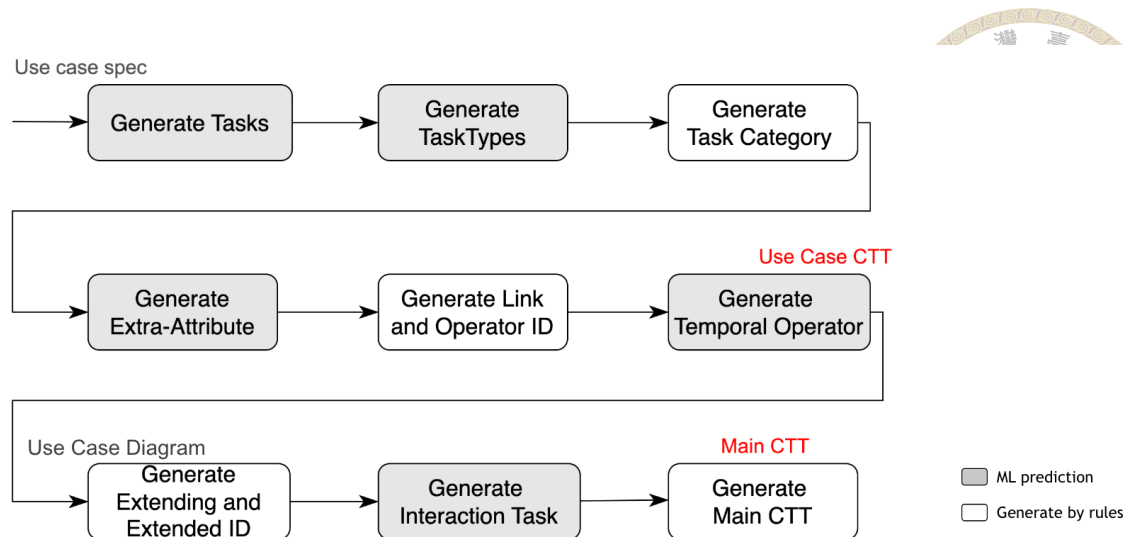 灣 臺
Use case spec
Generate Tasks
Generate
TaskTypes
Generate
Task Category
Use Case CTT
Generate
Extra-Attribute
Generate Link
and Operator ID
Generate
Temporal Operator
Use Case Diagram
Main CTT
Generate
Extending and
Extended ID
Generate
Interaction Task
Generate
Main CTT
ML prediction
Generate by rules